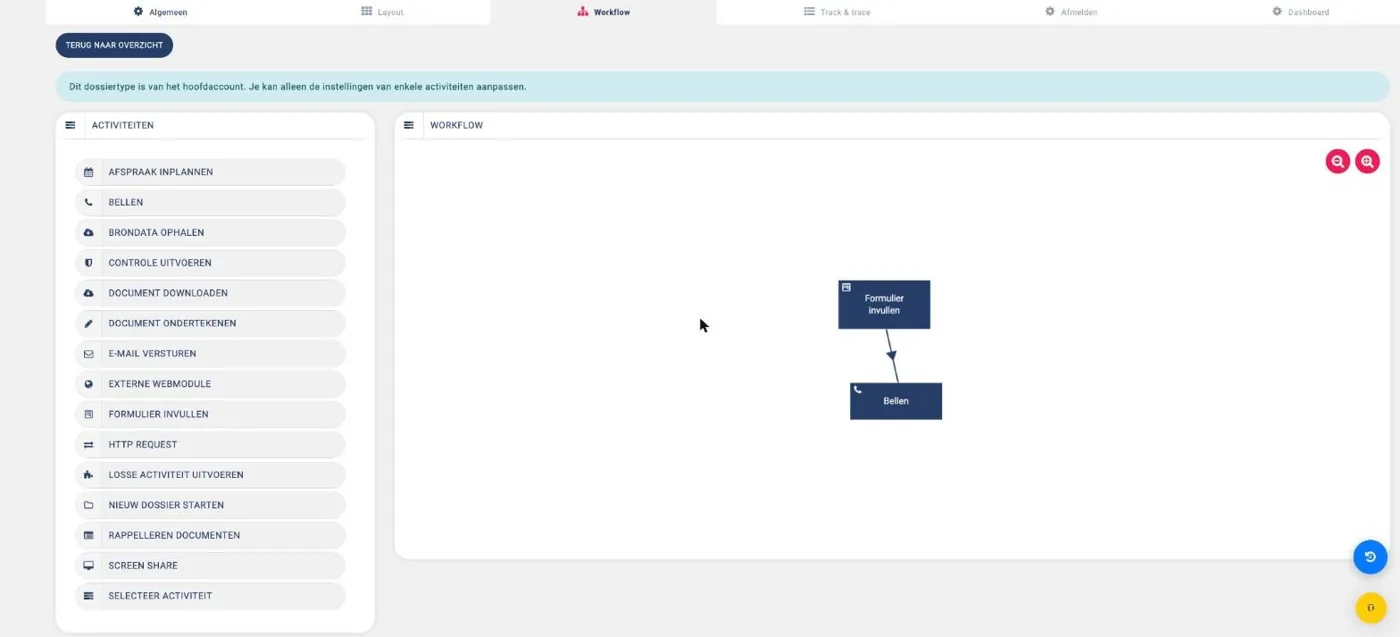 Algemeen
Layout
Workflow
Track & trace
Afmelden
Dashboard
TERUG NAAR OVERZICHT
Dit dossiertype is van het hoofdaccount. Je kan alleen de instellingen van enkele activiteiten aanpassen.
ACTIVITEITEN
AFSPRAAK INPLANNEN
BELLEN
BRONDATA OPHALEN
CONTROLE UITVOEREN
DOCUMENT DOWNLOADEN
DOCUMENT ONDERTEKENEN
E-MAIL VERSTUREN
EXTERNE WEBMODULE
FORMULIER INVULLEN
HTTP REQUEST
LOSSE ACTIVITEIT UITVOEREN
NIEUW DOSSIER STARTEN
RAPPELLEREN DOCUMENTEN
SCREEN SHARE
SELECTEER ACTIVITEIT
WORKFLOW
Formulier
invullen
Bellen